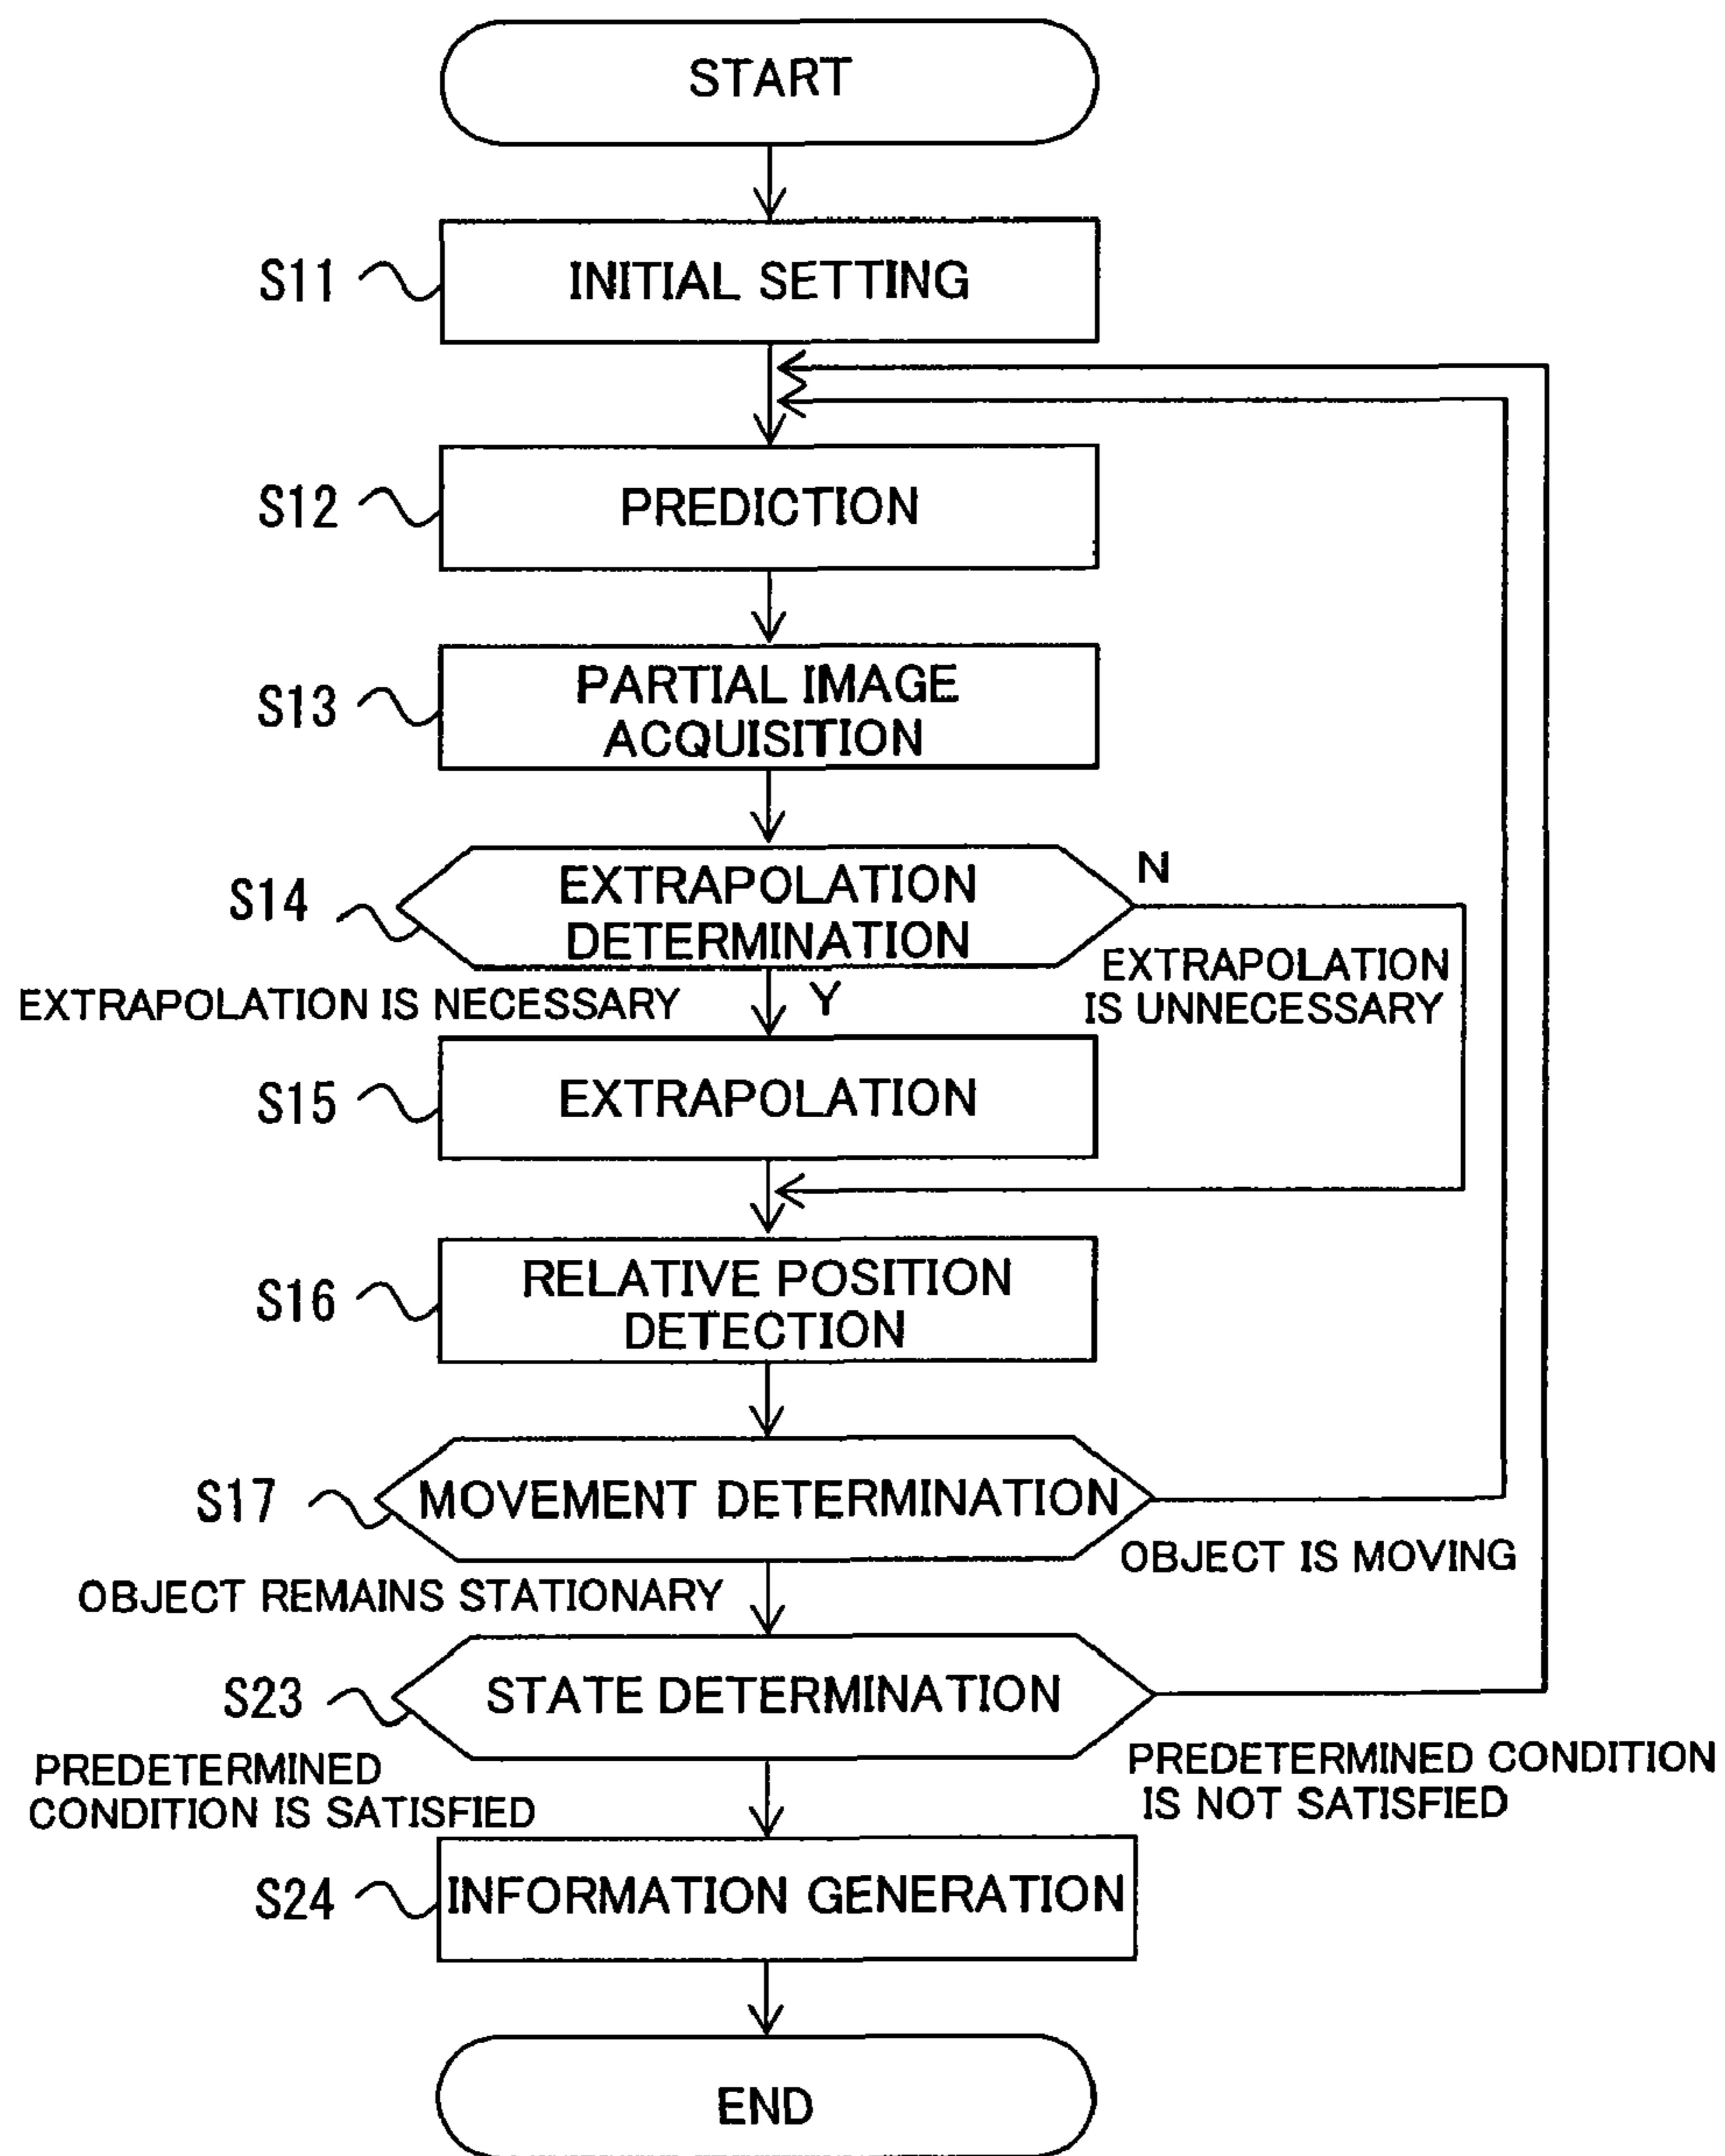 START
S11
INITIAL SETTING
S12
PREDICTION
S13
PARTIAL IMAGE
ACQUISITION
S14
EXTRAPOLATION
DETERMINATION
N
EXTRAPOLATION
IS UNNECESSARY
EXTRAPOLATION IS NECESSARY
Y
S15
EXTRAPOLATION
S16
RELATIVE POSITION
DETECTION
S17
MOVEMENT DETERMINATION
OBJECT IS MOVING
OBJECT REMAINS STATIONARY
S23
STATE DETERMINATION
PREDETERMINED
CONDITION IS SATISFIED
PREDETERMINED CONDITION
IS NOT SATISFIED
S24
INFORMATION GENERATION
END